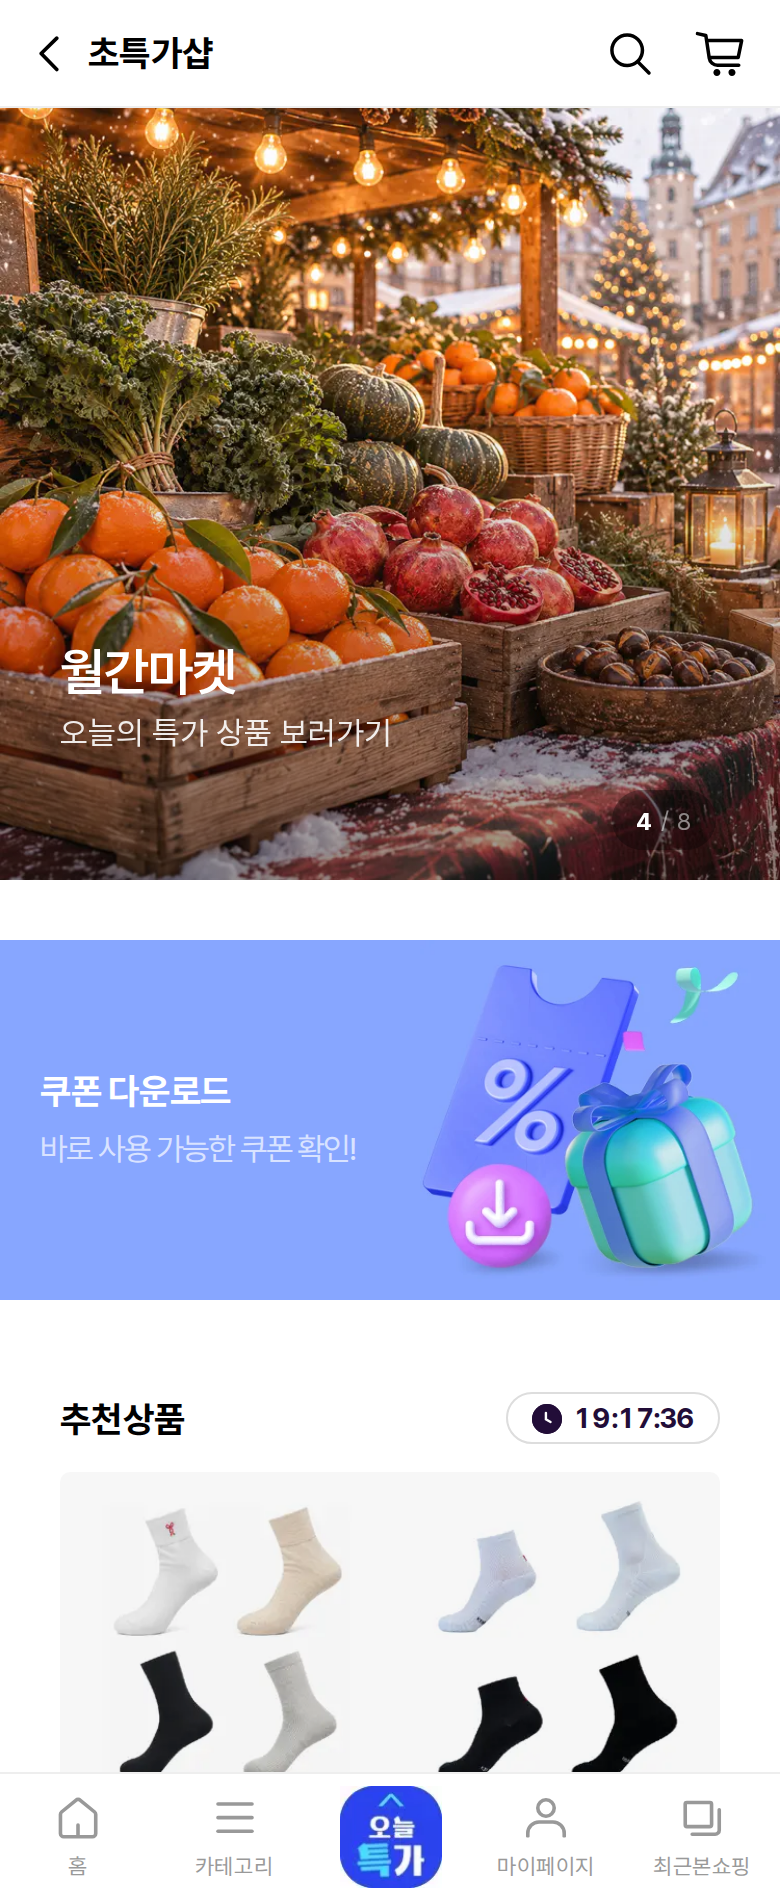 초특가샵
월간마켓
오늘의 특가 상품 보러가기
4 / 8
쿠폰 다운로드
바로 사용 가능한 쿠폰 확인!
%
추천상품
19:17:36
홈
카테고리
오늘
특가
마이페이지
최근본쇼핑